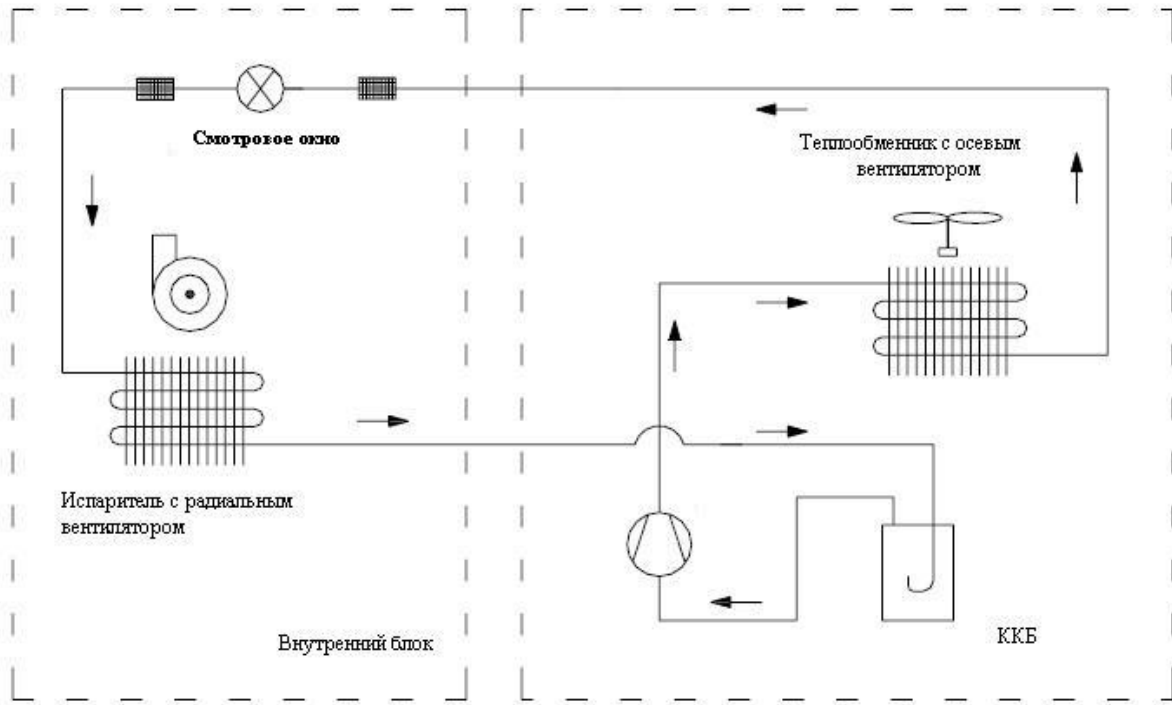 Смотровое окно
Теплообменник с осевым
вентилятором
Испаритель с радиальным
вентилятором
Внутренний блок
ККБ